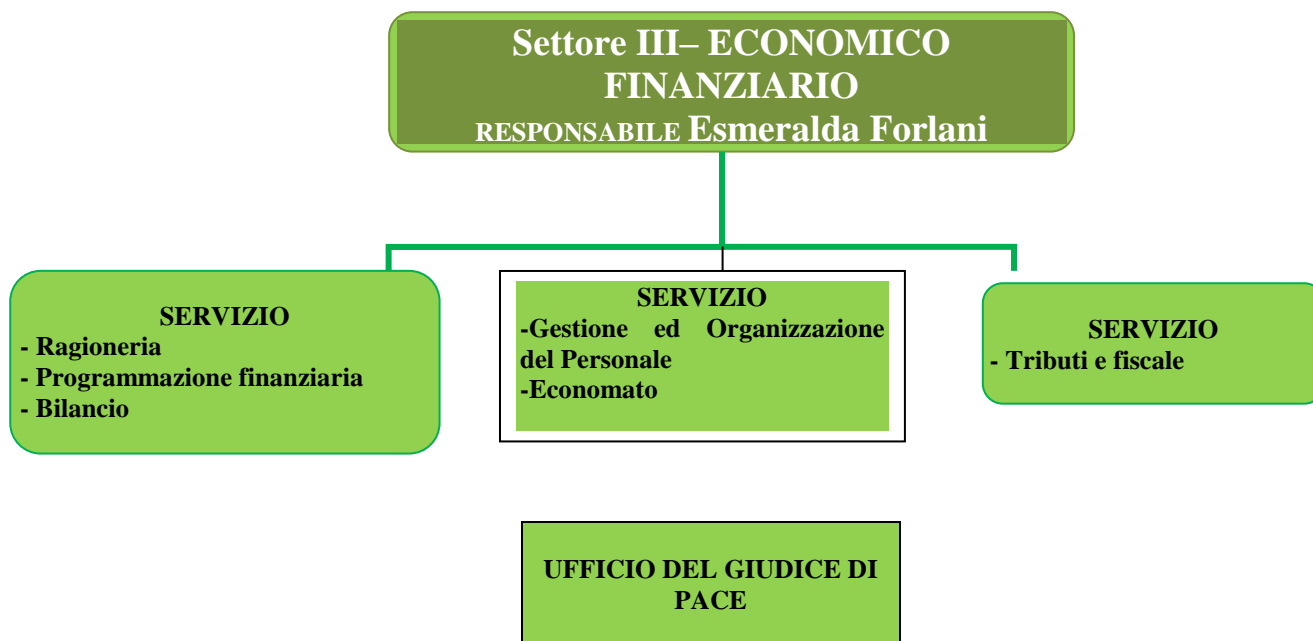 Settore III– ECONOMICO
FINANZIARIO
RESPONSABILE Esmeralda Forlani
SERVIZIO
- Ragioneria
- Programmazione finanziaria
- Bilancio
SERVIZIO
-Gestione ed Organizzazione
del Personale
-Economato
SERVIZIO
- Tributi e fiscale
UFFICIO DEL GIUDICE DI
PACE